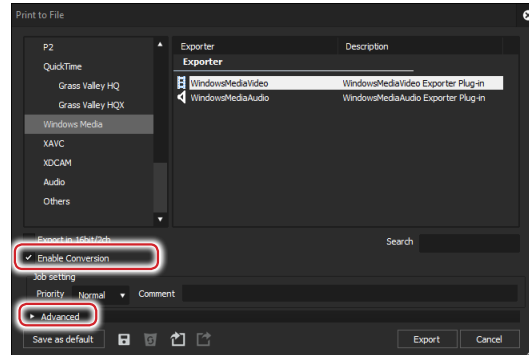 Print to File
P2
QuickTime
Grass Valley HQ
Grass Valley HQX
Windows Media
XAVC
XDCAM
Audio
Others
Exporter Description
Exporter
WindowsMediaVideo WindowsMediaVideo Exporter Plug-in
WindowsMediaAudio WindowsMediaAudio Exporter Plug-in
Export in 16bit/2ch
Search
Enable Conversion
Job setting
Priority Normal Comment
Advanced
Save as default Export Cancel